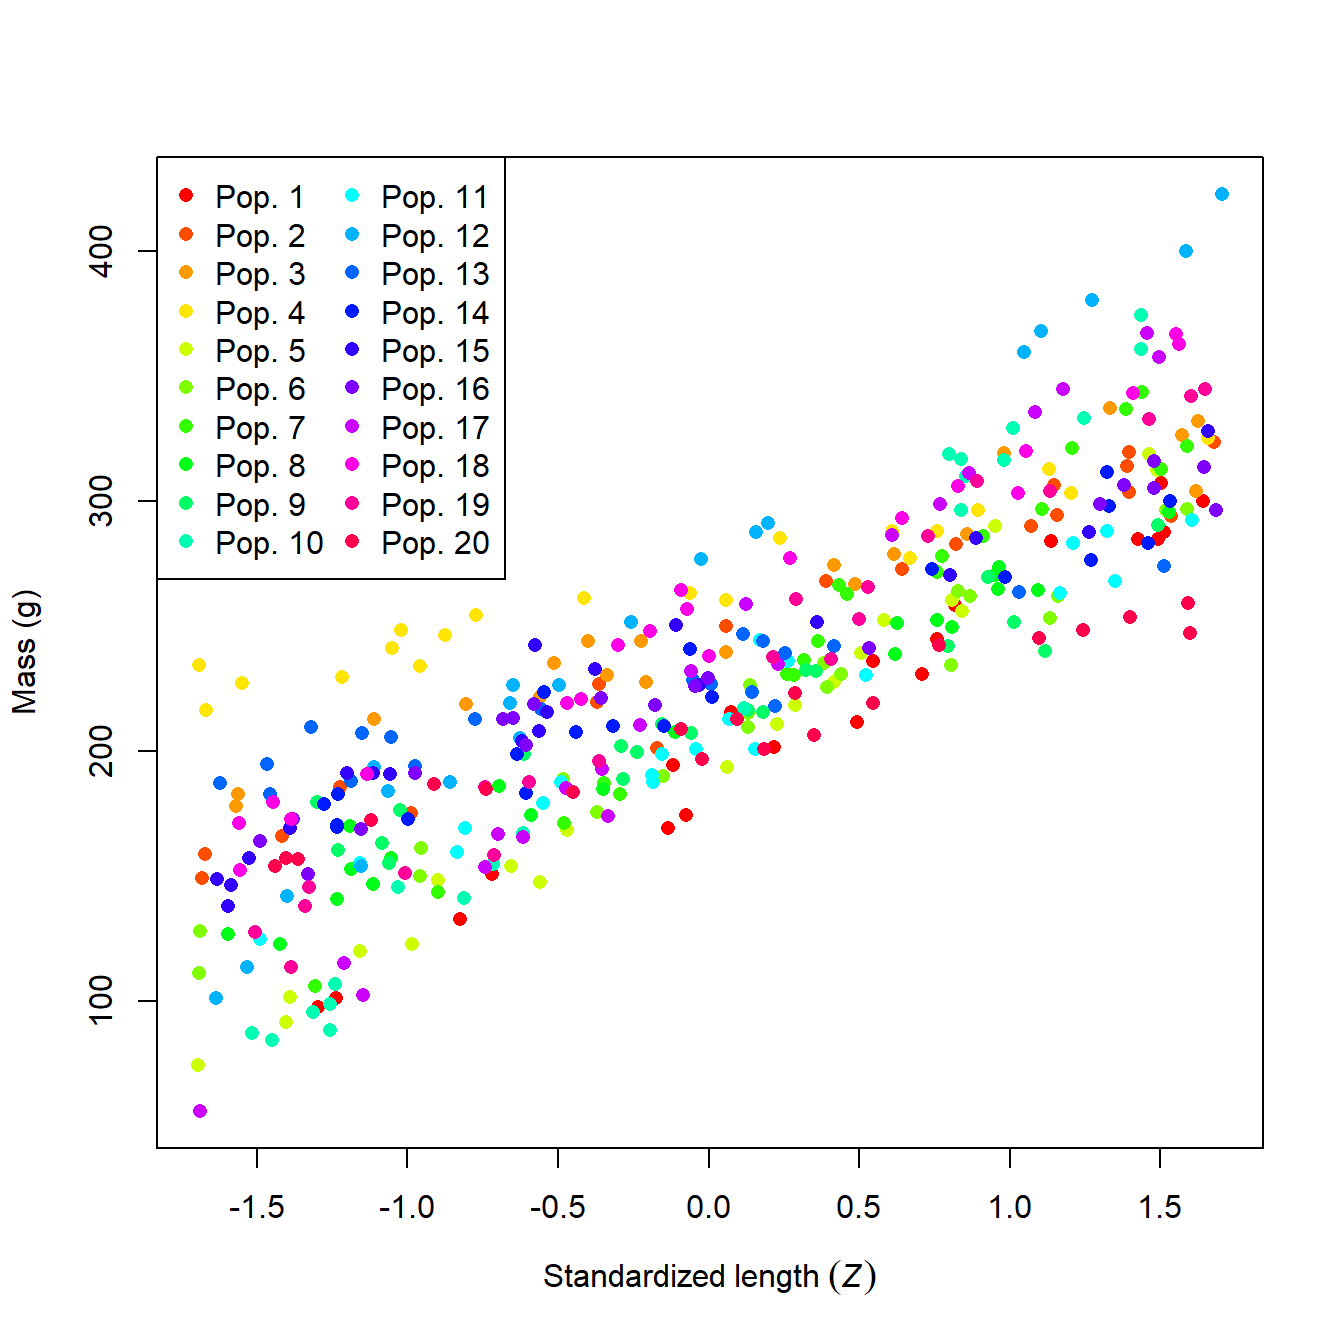 Pop. 1
Pop. 2
Pop. 3
Pop. 4
Pop. 5
Pop. 6
Pop. 7
Pop. 8
Pop. 9
Pop. 10
Pop. 11
Pop. 12
Pop. 13
Pop. 14
Pop. 15
Pop. 16
Pop. 17
Pop. 18
Pop. 19
Pop. 20
400
300
200
100
Mass (g)
-1.5 -1.0 -0.5 0.0 0.5 1.0 1.5
Standardized length (Z)